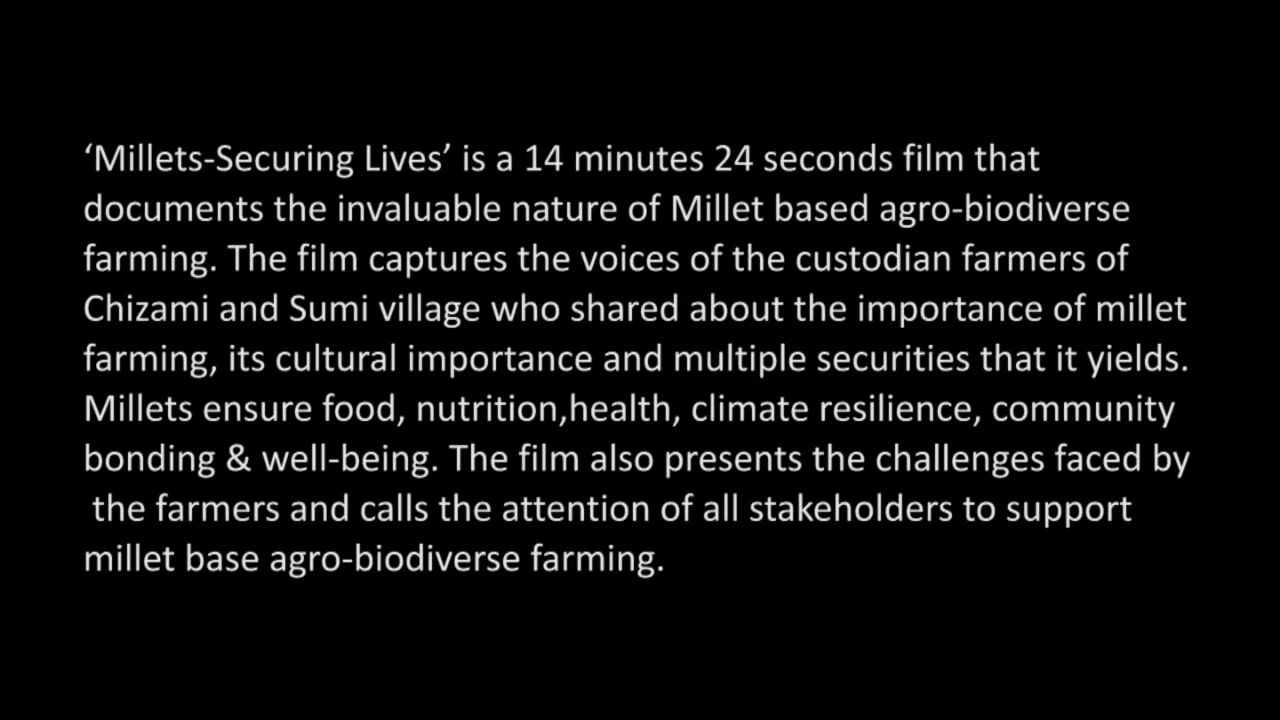 ‘Millets-Securing Lives’ is a 14 minutes 24 seconds film that
documents the invaluable nature of Millet based agro-biodiverse
farming. The film captures the voices of the custodian farmers of
Chizami and Sumi village who shared about the importance of millet
farming, its cultural importance and multiple securities that it yields.
Millets ensure food, nutrition,health, climate resilience, community
bonding & well-being. The film also presents the challenges faced by
the farmers and calls the attention of all stakeholders to support
millet base agro-biodiverse farming.